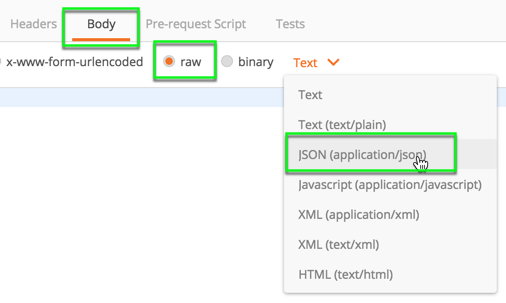 Headers Body Pre-request Script Tests
x-www-form-urlencoded raw binary Text
Text
Text (text/plain)
JSON (application/json)
Javascript (application/javascript)
XML (application/xml)
XML (text/xml)
HTML (text/html)